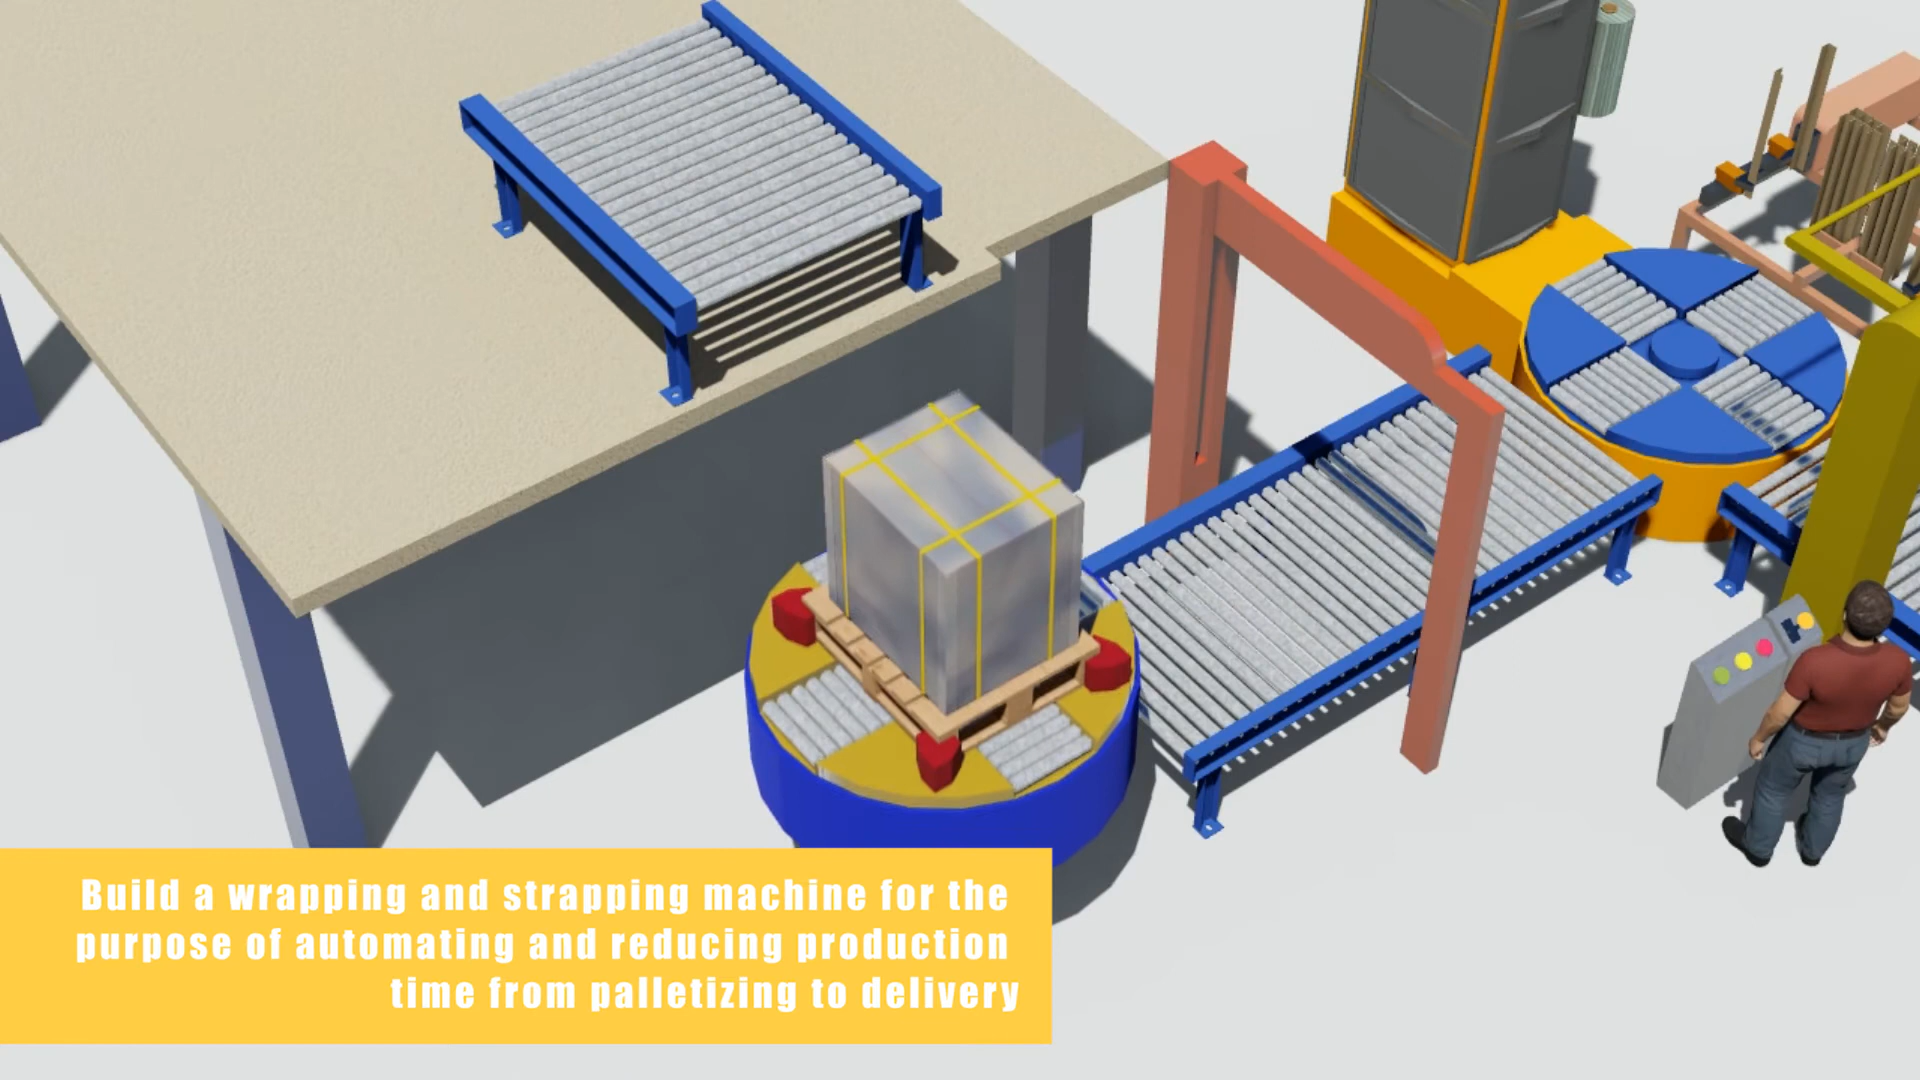 Build a wrapping and strapping machine for the
purpose of automating and reducing production
time from palletizing to delivery